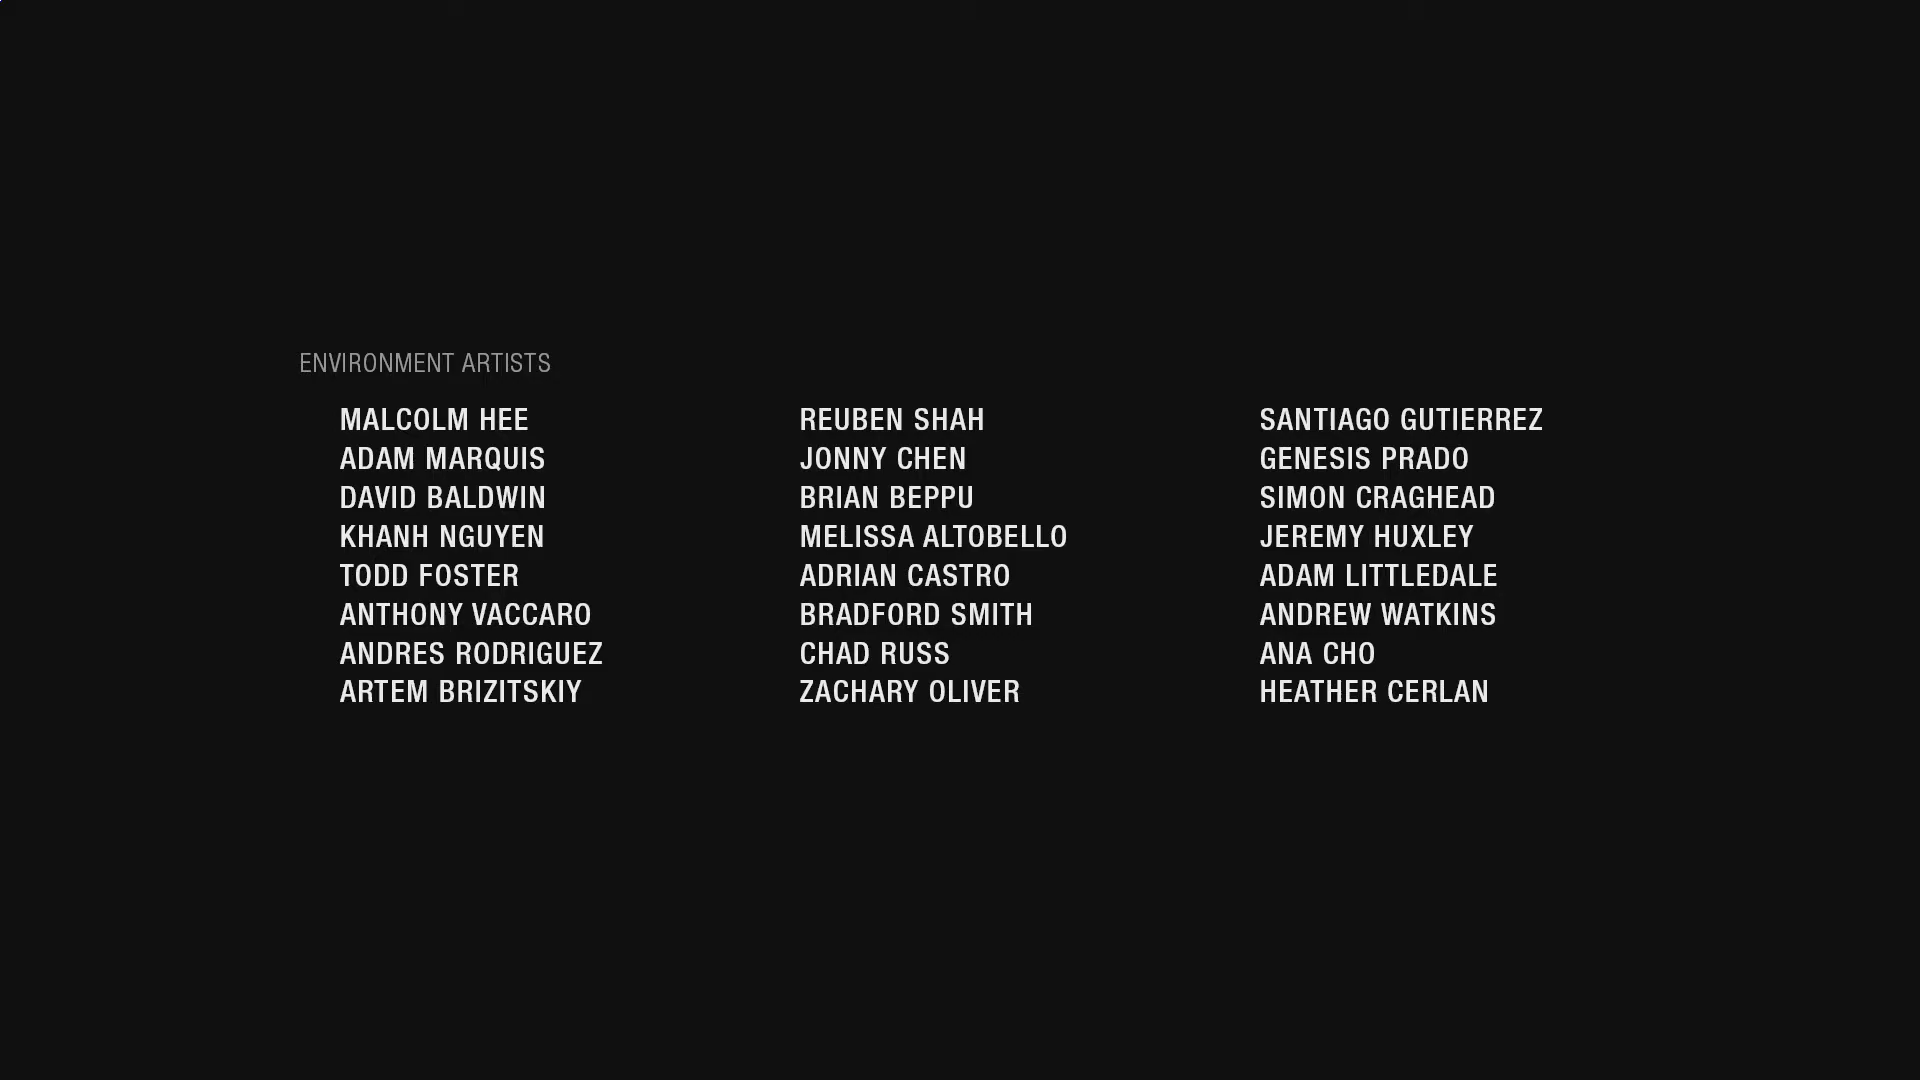 ENVIRONMENT ARTISTS
MALCOLM HEE
ADAM MARQUIS
DAVID BALDWIN
KHANH NGUYEN
TODD FOSTER
ANTHONY VACCARO
ANDRES RODRIGUEZ
ARTEM BRIZITSKIY
REUBEN SHAH
JONNY CHEN
BRIAN BEPPU
MELISSA ALTOBELLO
ADRIAN CASTRO
BRADFORD SMITH
CHAD RUSS
ZACHARY OLIVER
SANTIAGO GUTIERREZ
GENESIS PRADO
SIMON CRAGHEAD
JEREMY HUXLEY
ADAM LITTLEDALE
ANDREW WATKINS
ANA CHO
HEATHER CERLAN